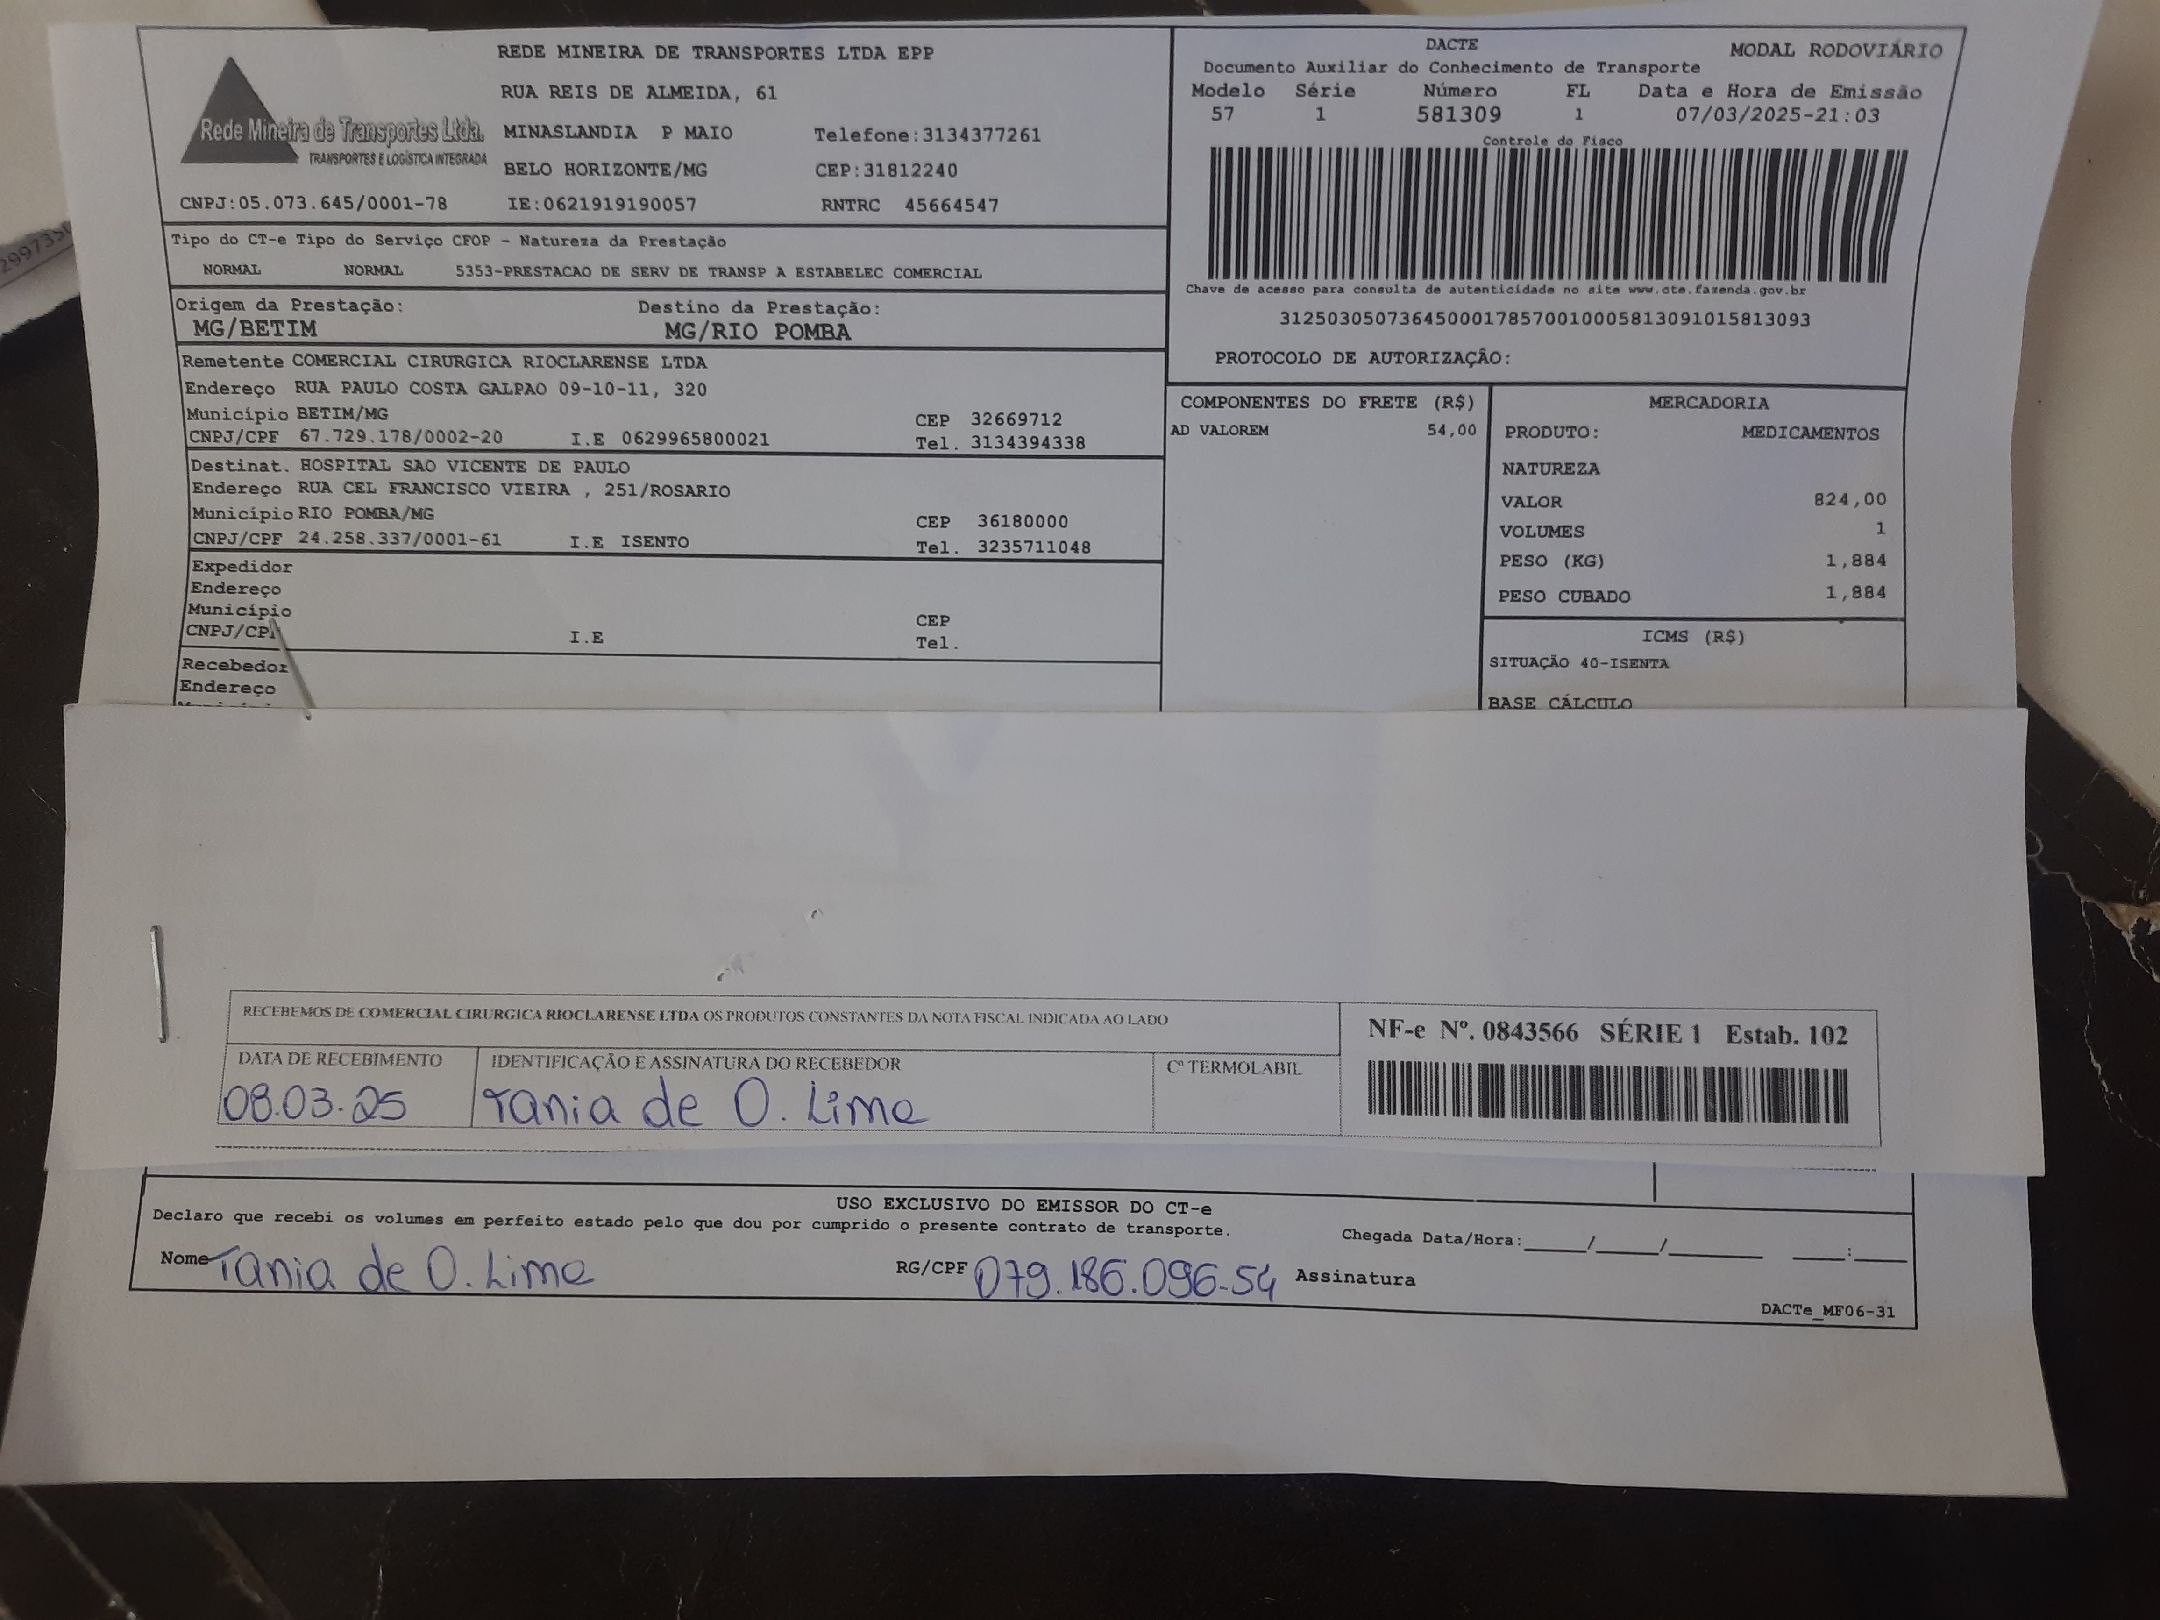 REDE MINEIRA DE TRANSPORTES LTDA EPP
RUA REIS DE ALMEIDA, 61
Rede Mineira de Transportes Ltda.
TRANSPORTES E LOGÍSTICA INTEGRADA
MINASLANDIA P MAIO Telefone:3134377261
BELO HORIZONTE/MG CEP:31812240
CNPJ:05.073.645/0001-78 IE:0621919190057 RNTRC 45664547
DACTE MODAL RODOVIÁRIO
Documento Auxiliar do Conhecimento de Transporte
Modelo Série Número FL Data e Hora de Emissão
57 1 581309 1 07/03/2025-21:03
Controle do Fisco
Chave de acesso para consulta de autenticidade no site www.cte.fazenda.gov.br
31250305073645000178570010005813091015813093
PROTOCOLO DE AUTORIZAÇÃO:
Tipo do CT-e Tipo do Serviço CFOP - Natureza da Prestação
NORMAL NORMAL 5353-PRESTACAO DE SERV DE TRANSP A ESTABELEC COMERCIAL
Origem da Prestação: Destino da Prestação:
MG/BETIM MG/RIO POMBA
Remetente COMERCIAL CIRURGICA RIOCLARENSE LTDA
Endereço RUA PAULO COSTA GALPAO 09-10-11, 320
Município BETIM/MG CEP 32669712
CNPJ/CPF 67.729.178/0002-20 I.E 0629965800021 Tel. 3134394338
Destinat. HOSPITAL SAO VICENTE DE PAULO
Endereço RUA CEL FRANCISCO VIEIRA , 251/ROSARIO
Município RIO POMBA/MG CEP 36180000
CNPJ/CPF 24.258.337/0001-61 I.E ISENTO Tel. 3235711048
Expedidor
Endereço
Município CEP
CNPJ/CPF I.E Tel.
Recebedor
Endereço
COMPONENTES DO FRETE (R$)
AD VALOREM 54,00
MERCADORIA
PRODUTO: MEDICAMENTOS
NATUREZA
VALOR 824,00
VOLUMES 1
PESO (KG) 1,884
PESO CUBADO 1,884
ICMS (R$)
SITUAÇÃO 40-ISENTA
BASE CÁLCULO
RECEBEMOS DE COMERCIAL CIRURGICA RIOCLARENSE LTDA OS PRODUTOS CONSTANTES DA NOTA FISCAL INDICADA AO LADO
NF-e Nº. 0843566 SÉRIE 1 Estab. 102
DATA DE RECEBIMENTO IDENTIFICAÇÃO E ASSINATURA DO RECEBEDOR Cº TERMOLABIL
08.03.25 Tania de O. Lima
USO EXCLUSIVO DO EMISSOR DO CT-e
Declaro que recebi os volumes em perfeito estado pelo que dou por cumprido o presente contrato de transporte.
Chegada Data/Hora:____/____/______ ____:____
Nome Tania de O. Lima RG/CPF 079.186.096-54 Assinatura
DACTe_MF06-31